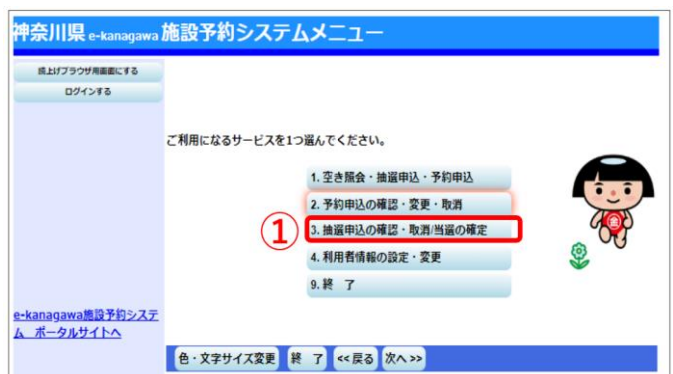 神奈川県 e-kanagawa 施設予約システムメニュー
読上げブラウザ用画面にする
ログインする
ご利用になるサービスを1つ選んでください。
1. 空き照会・抽選申込・予約申込
2. 予約申込の確認・変更・取消
① 3. 抽選申込の確認・取消/当選の確定
4. 利用者情報の設定・変更
9. 終　了
金
e-kanagawa施設予約システ
ム　ポータルサイトへ
色・文字サイズ変更 終　了 <<戻る 次へ>>